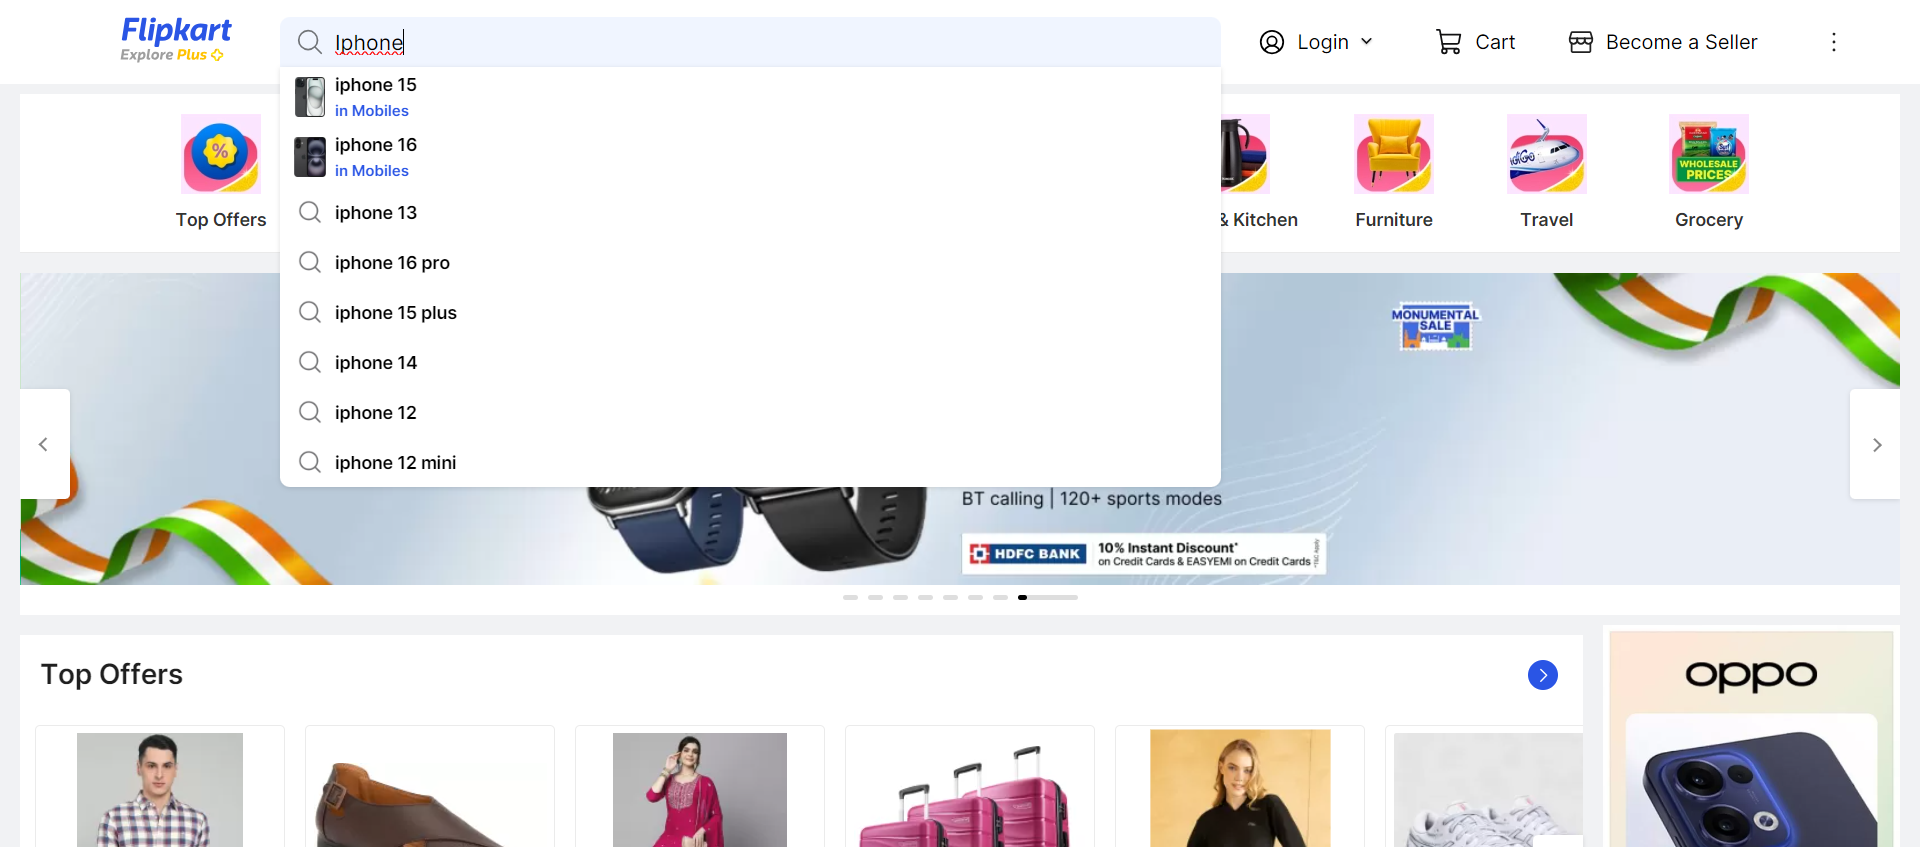 Flipkart
Explore Plus
Iphone
Login
Cart
Become a Seller
iphone 15
in Mobiles
iphone 16
in Mobiles
iphone 13
iphone 16 pro
iphone 15 plus
iphone 14
iphone 12
iphone 12 mini
%
Top Offers
& Kitchen
Furniture
IndiGo
Travel
WHOLESALE
PRICES
Grocery
MONUMENTAL
SALE
BT calling | 120+ sports modes
HDFC BANK
10% Instant Discount*
on Credit Cards & EASYEMI on Credit Cards
*T&C Apply
Top Offers
oppo